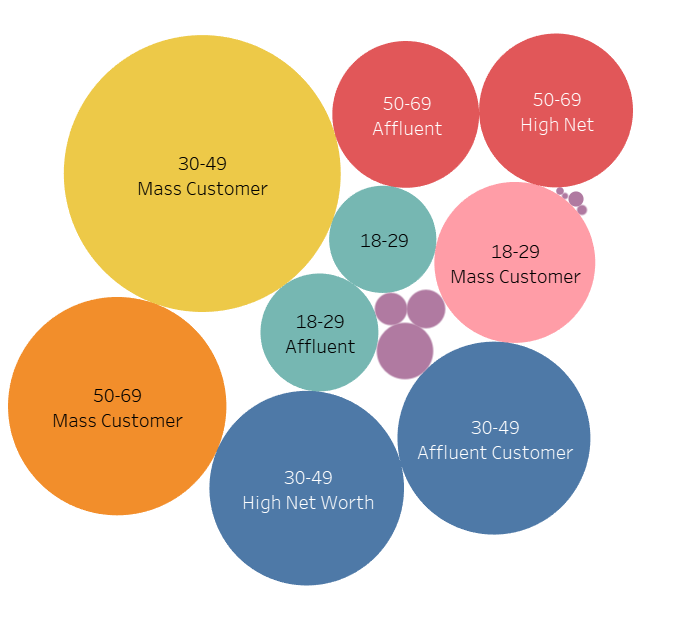 50-69
Affluent
50-69
High Net
30-49
Mass Customer
18-29
18-29
Mass Customer
18-29
Affluent
50-69
Mass Customer
30-49
Affluent Customer
30-49
High Net Worth